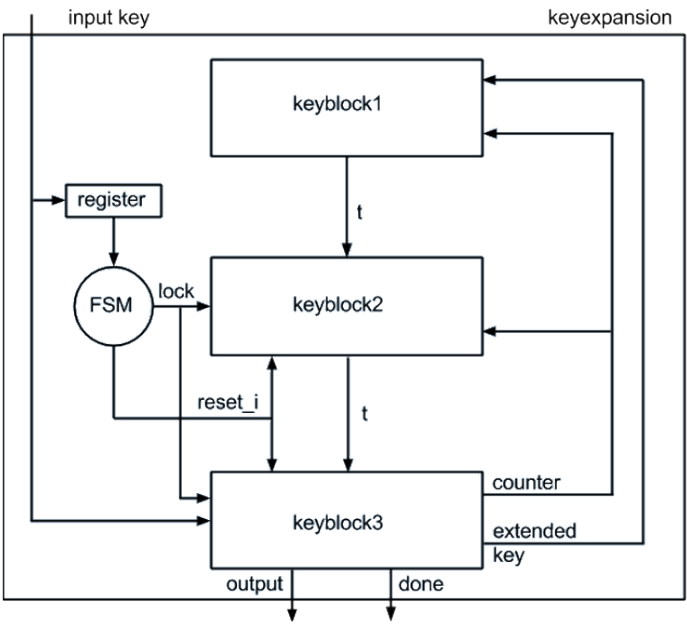 input key
keyexpansion
keyblock1
register
t
FSM
lock
keyblock2
reset_i
t
counter
keyblock3
extended
key
output
done